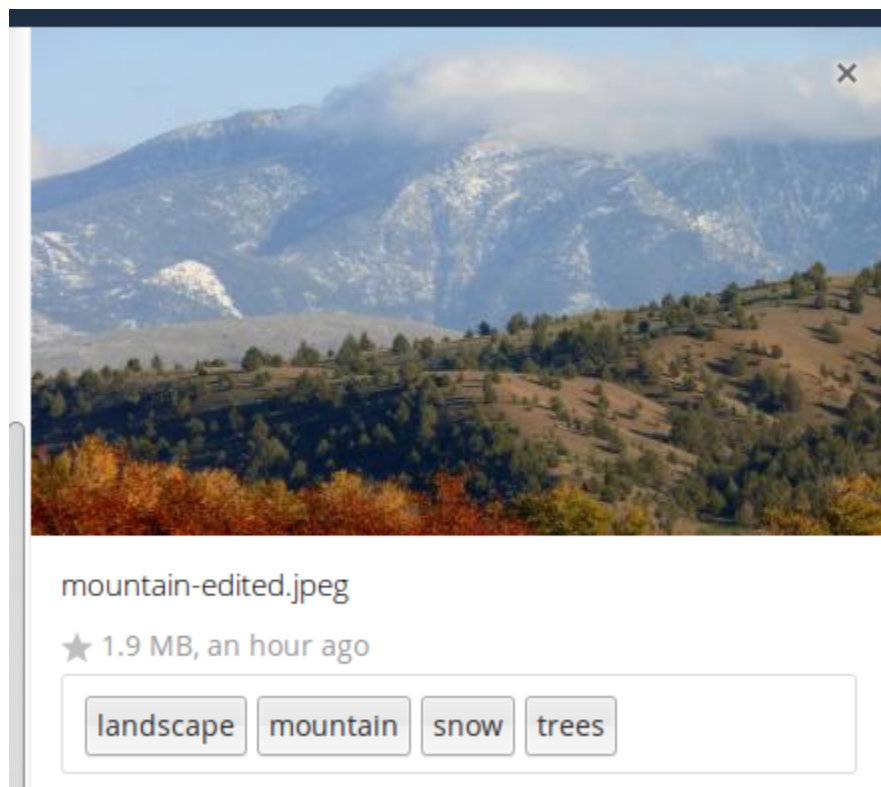 mountain-edited.jpeg
1.9 MB, an hour ago
landscape mountain snow trees